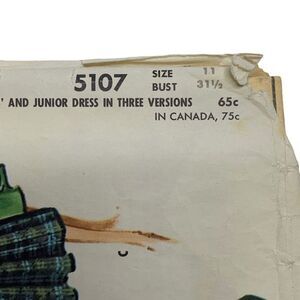 5107 SIZE 11
BUST 31½
' AND JUNIOR DRESS IN THREE VERSIONS 65c
IN CANADA, 75c
C